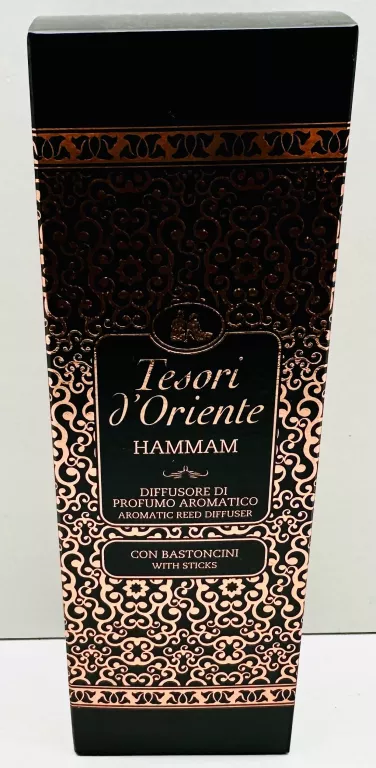 Tesori
d'Oriente
HAMMAM
DIFFUSORE DI
PROFUMO AROMATICO
AROMATIC REED DIFFUSER
CON BASTONCINI
WITH STICKS